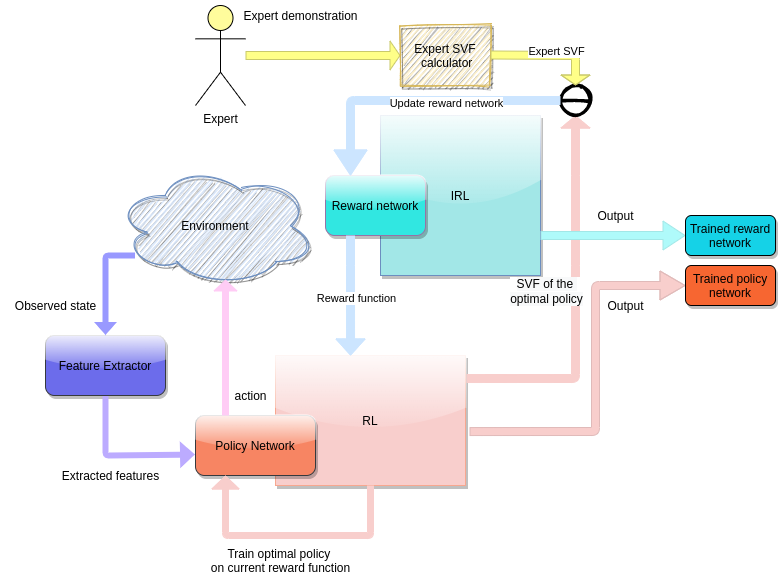 Expert demonstration
Expert SVF
calculator
Expert SVF
Update reward network
Expert
Reward network
IRL
Environment
Output
Trained reward
network
Trained policy
network
SVF of the
optimal policy
Output
Reward function
Observed state
Feature Extractor
action
RL
Policy Network
Extracted features
Train optimal policy
on current reward function